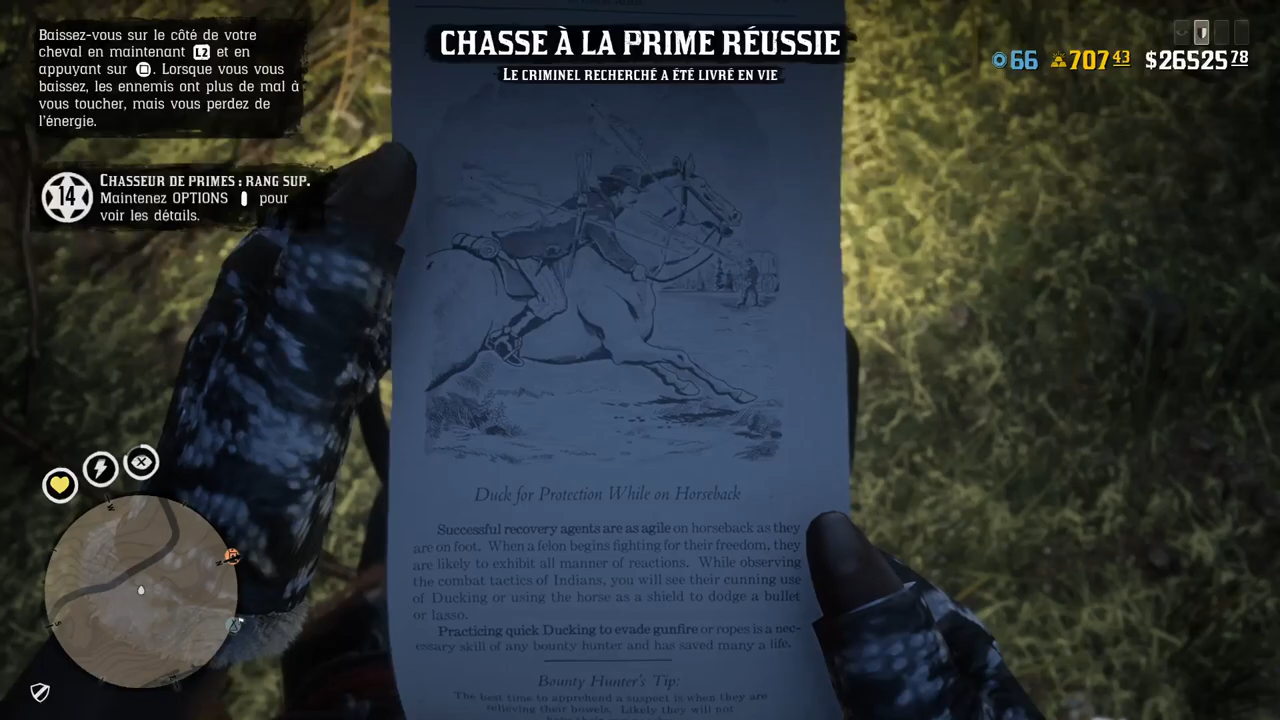 Baissez-vous sur le côté de votre
cheval en maintenant L2 et en
appuyant sur . Lorsque vous vous
baissez, les ennemis ont plus de mal à
vous toucher, mais vous perdez de
l'énergie.
14
CHASSEUR DE PRIMES : RANG SUP.
Maintenez OPTIONS pour
voir les détails.
CHASSE À LA PRIME RÉUSSIE
LE CRIMINEL RECHERCHÉ A ÉTÉ LIVRÉ EN VIE
66 707 43 $26525 78
Duck for Protection While on Horseback
Successful recovery agents are as agile on horseback as they
are on foot. When a felon begins fighting for their freedom, they
are likely to exhibit all manner of reactions. While observing
the combat tactics of Indians, you will see their cunning use
of Ducking or using the horse as a shield to dodge a bullet
or lasso.
Practicing quick Ducking to evade gunfire or ropes is a nec-
essary skill of any bounty hunter and has saved many a life.
Bounty Hunter's Tip:
The best time to apprehend a suspect is when they are
relieving their bowels. Likely they will not